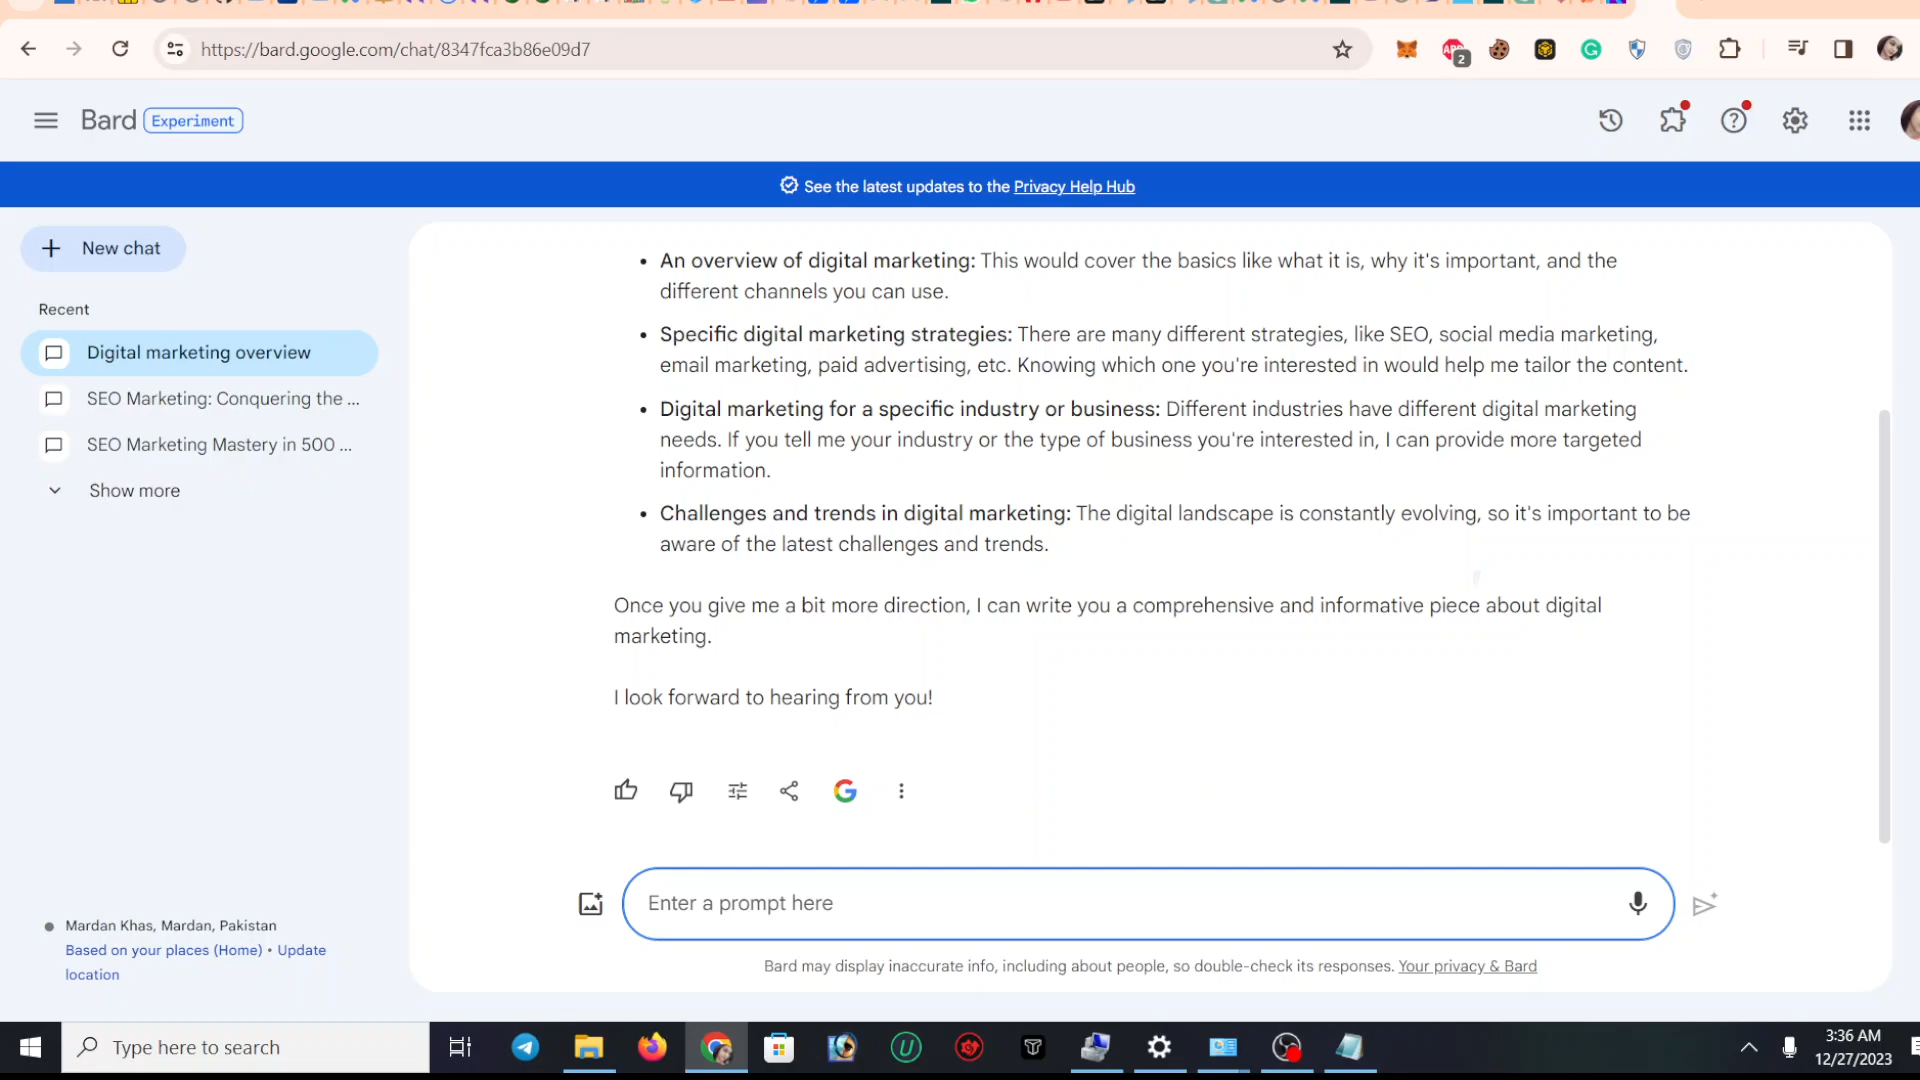 https://bard.google.com/chat/8347fca3b86e09d7
2
Bard Experiment
See the latest updates to the Privacy Help Hub
New chat
Recent
Digital marketing overview
SEO Marketing: Conquering the ...
SEO Marketing Mastery in 500 ...
Show more
• An overview of digital marketing: This would cover the basics like what it is, why it's important, and the
different channels you can use.
• Specific digital marketing strategies: There are many different strategies, like SEO, social media marketing,
email marketing, paid advertising, etc. Knowing which one you're interested in would help me tailor the content.
• Digital marketing for a specific industry or business: Different industries have different digital marketing
needs. If you tell me your industry or the type of business you're interested in, I can provide more targeted
information.
• Challenges and trends in digital marketing: The digital landscape is constantly evolving, so it's important to be
aware of the latest challenges and trends.
Once you give me a bit more direction, I can write you a comprehensive and informative piece about digital
marketing.
I look forward to hearing from you!
Enter a prompt here
Bard may display inaccurate info, including about people, so double-check its responses. Your privacy & Bard
Mardan Khas, Mardan, Pakistan
Based on your places (Home) • Update
location
Type here to search
3:36 AM
12/27/2023